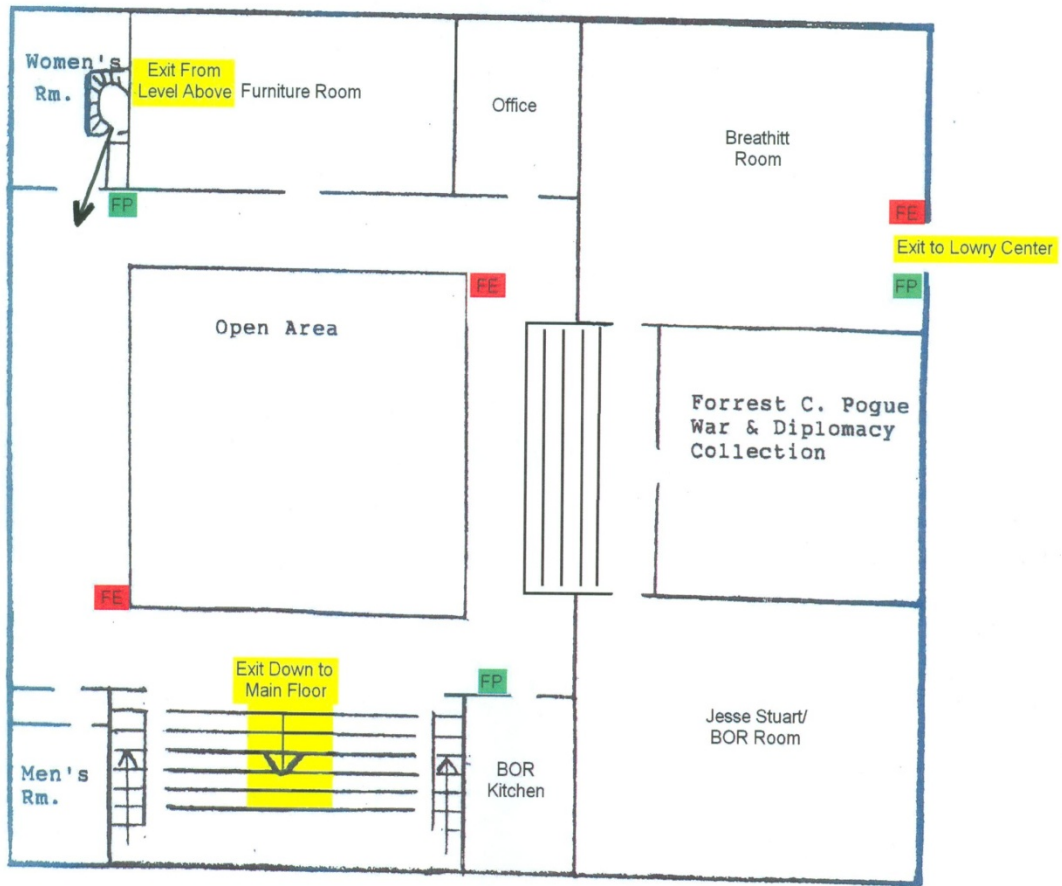 Women's
Rm.
Exit From
Level Above
Furniture Room
Office
Breathitt
Room
FP
FE
Exit to Lowry Center
FE
FP
Open Area
Forrest C. Pogue
War & Diplomacy
Collection
FE
Exit Down to
Main Floor
FP
Men's
Rm.
BOR
Kitchen
Jesse Stuart/
BOR Room